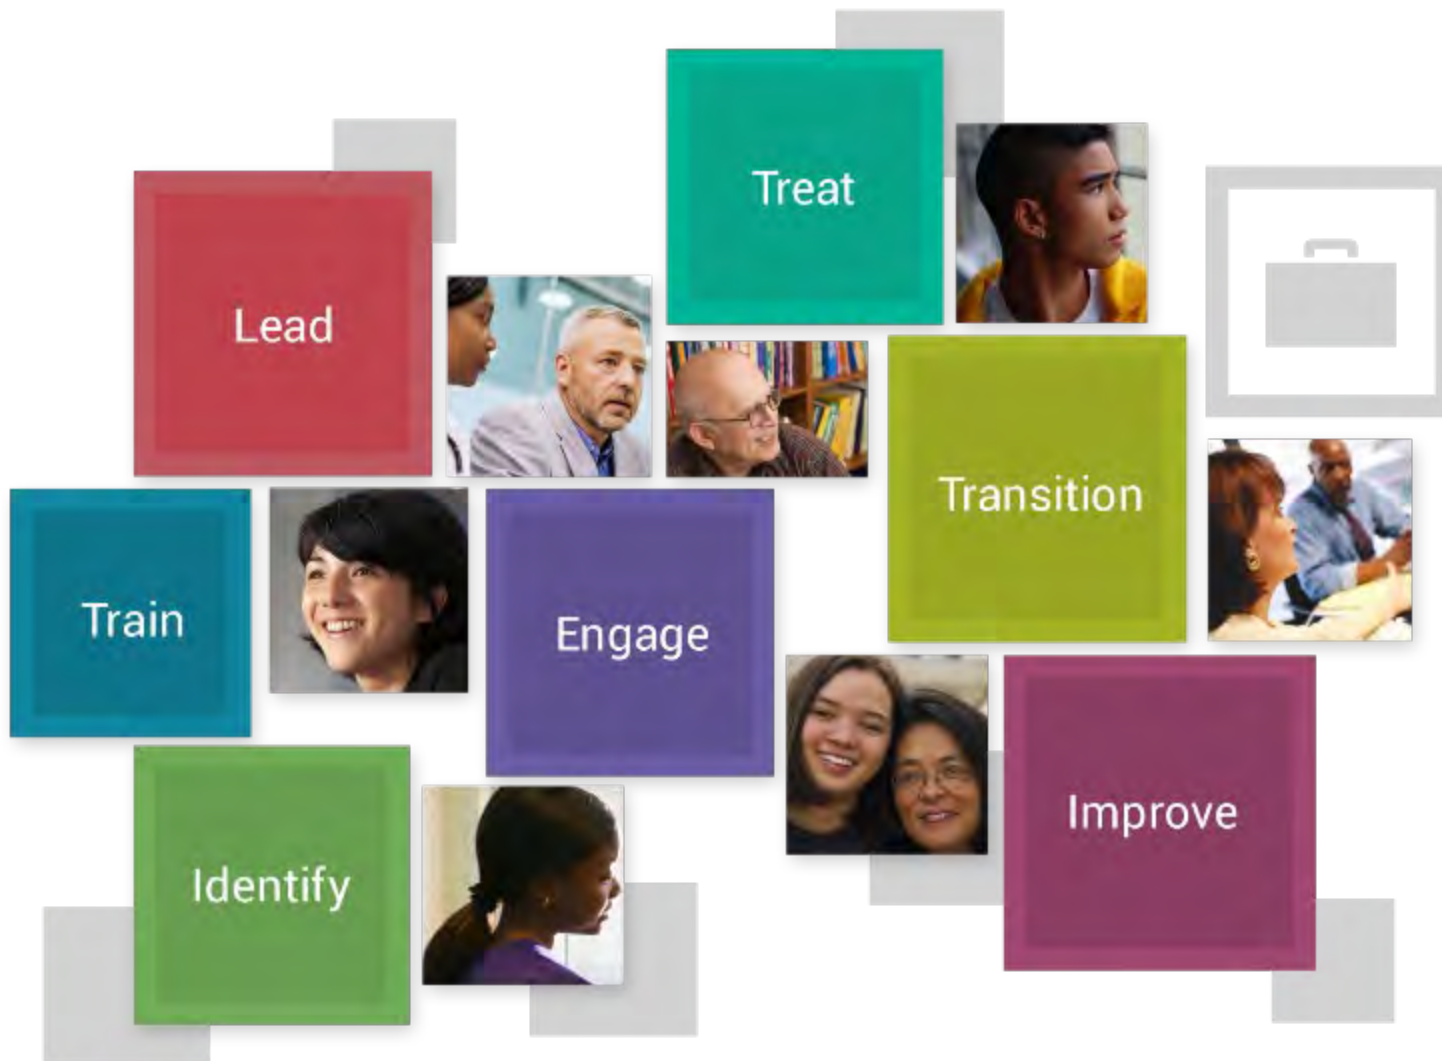 Lead
Treat
Train
Engage
Transition
Identify
Improve